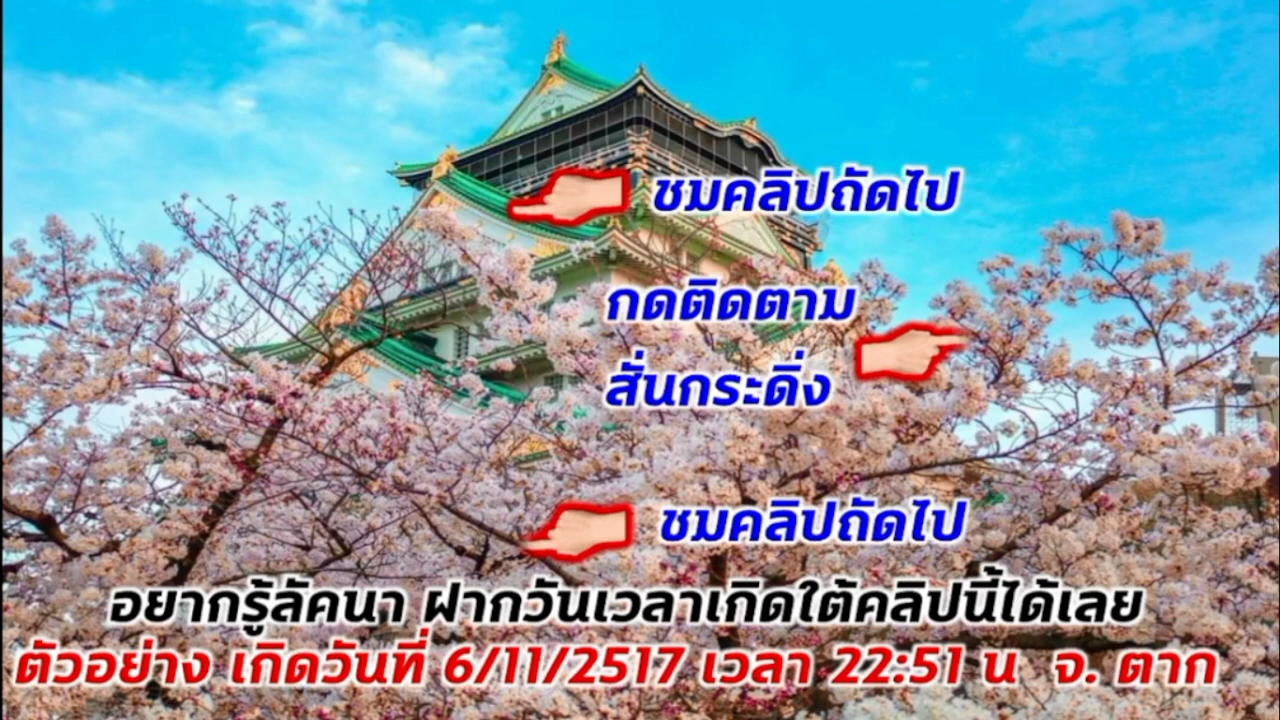 ชมคลิปถัดไป
กดติดตาม
สั่นกระดิ่ง
ชมคลิปถัดไป
อยากรู้ลัคนา ฝากวันเวลาเกิดใต้คลิปนี้ได้เลย
ตัวอย่าง เกิดวันที่ 6/11/2517 เวลา 22:51 น จ. ตาก